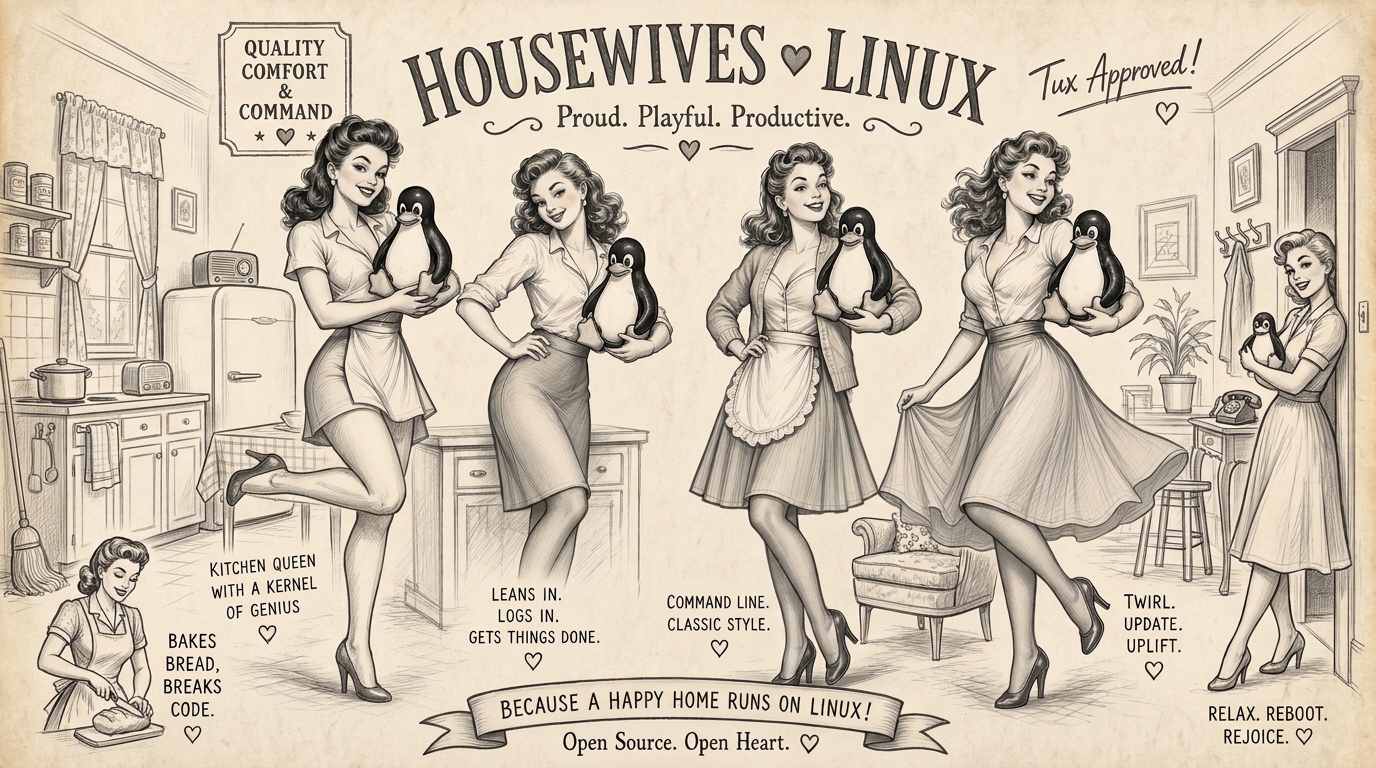 QUALITY
COMFORT
&
COMMAND
HOUSEWIVES ♥ LINUX
Proud. Playful. Productive.
Tux Approved!
KITCHEN QUEEN
WITH A KERNEL
OF GENIUS
BAKES
BREAD,
BREAKS
CODE.
LEANS IN.
LOGS IN.
GETS THINGS DONE.
COMMAND LINE.
CLASSIC STYLE.
TWIRL.
UPDATE.
UPLIFT.
RELAX. REBOOT.
REJOICE. ♡
BECAUSE A HAPPY HOME RUNS ON LINUX!
Open Source. Open Heart. ♡